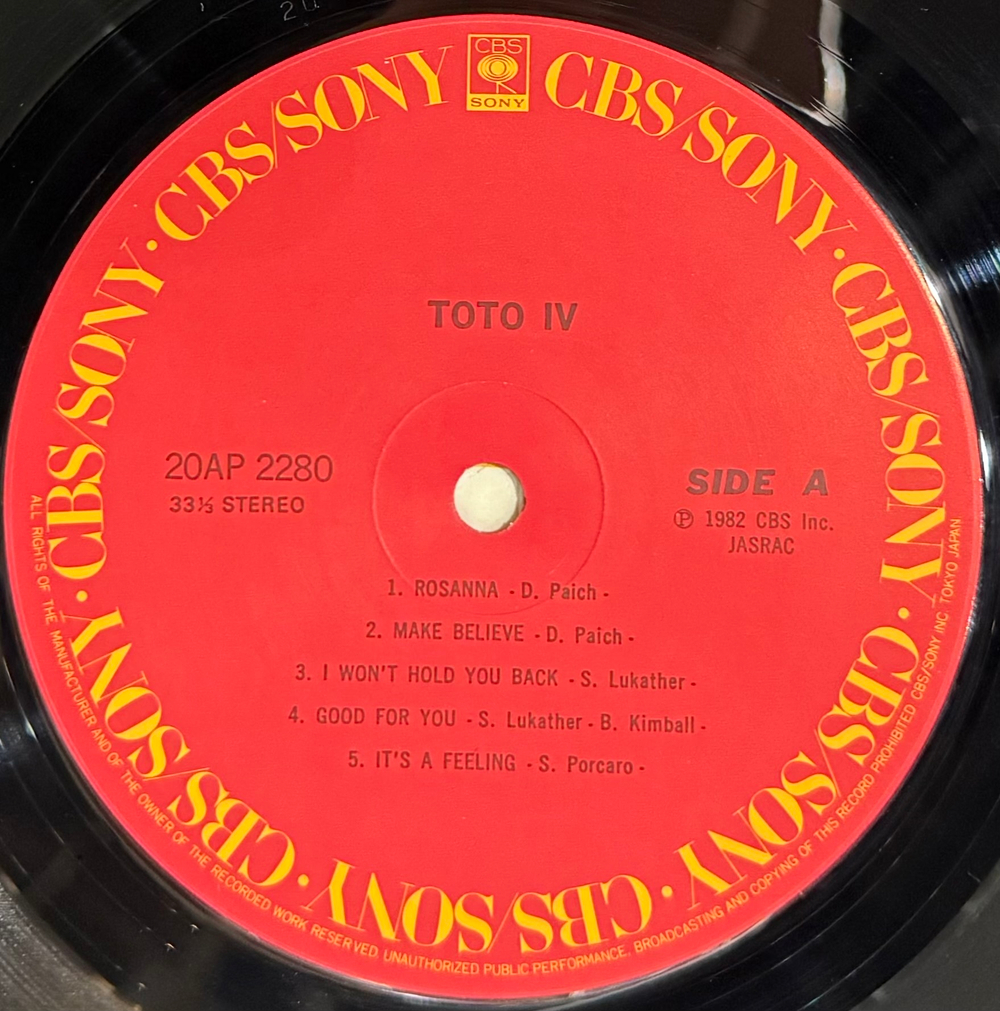 CBS
SONY
CBS/SONY · CBS/SONY · CBS/SONY · CBS/SONY · CBS/SONY · CBS/SONY · CBS/SONY
TOTO IV
20AP 2280
33⅓ STEREO
SIDE A
Ⓟ 1982 CBS Inc.
JASRAC
1. ROSANNA - D. Paich -
2. MAKE BELIEVE - D. Paich -
3. I WON'T HOLD YOU BACK - S. Lukather -
4. GOOD FOR YOU - S. Lukather - B. Kimball -
5. IT'S A FEELING - S. Porcaro -
ALL RIGHTS OF THE MANUFACTURER AND OF THE OWNER OF THE RECORDED WORK RESERVED. UNAUTHORIZED PUBLIC PERFORMANCE, BROADCASTING AND COPYING OF THIS RECORD PROHIBITED CBS/SONY INC. TOKYO JAPAN